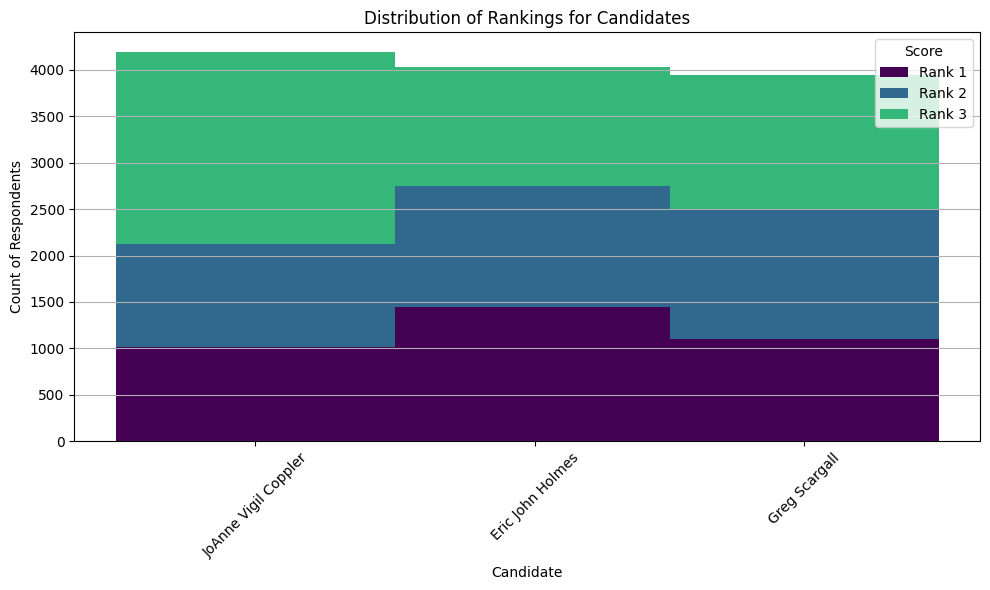 Distribution of Rankings for Candidates
Score
Rank 1
Rank 2
Rank 3
Count of Respondents
4000
3500
3000
2500
2000
1500
1000
500
0
JoAnne Vigil Coppler
Eric John Holmes
Greg Scargall
Candidate